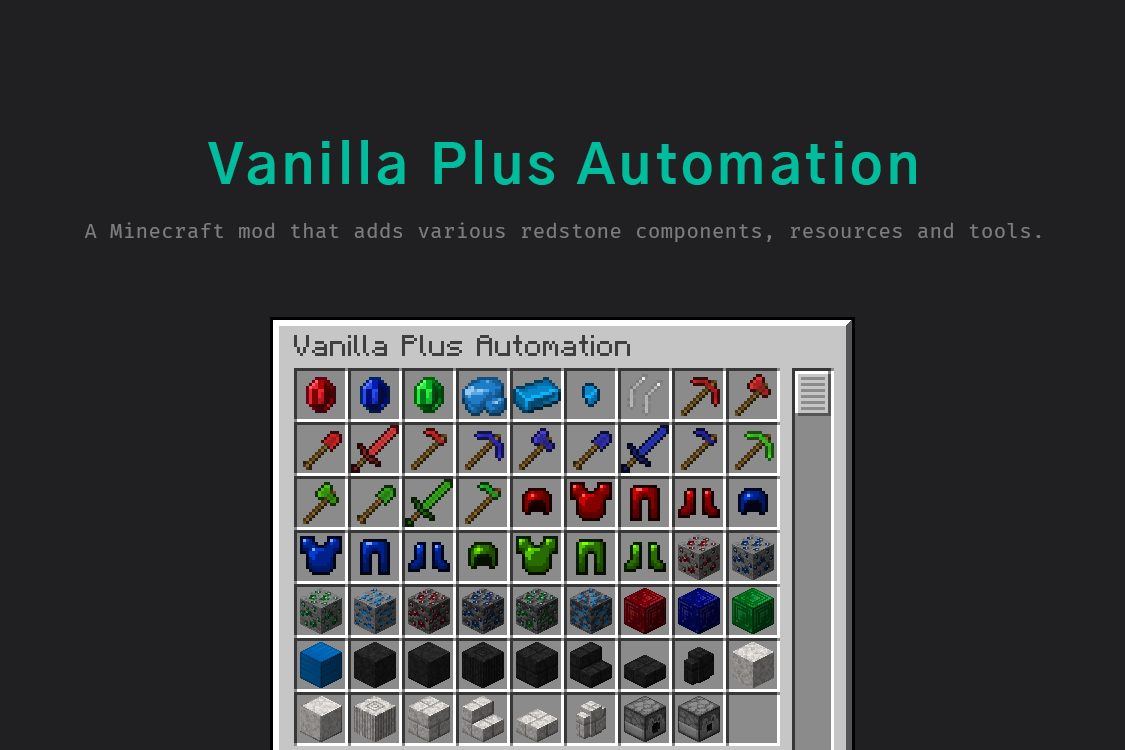 Vanilla Plus Automation
A Minecraft mod that adds various redstone components, resources and tools.
Vanilla Plus Automation